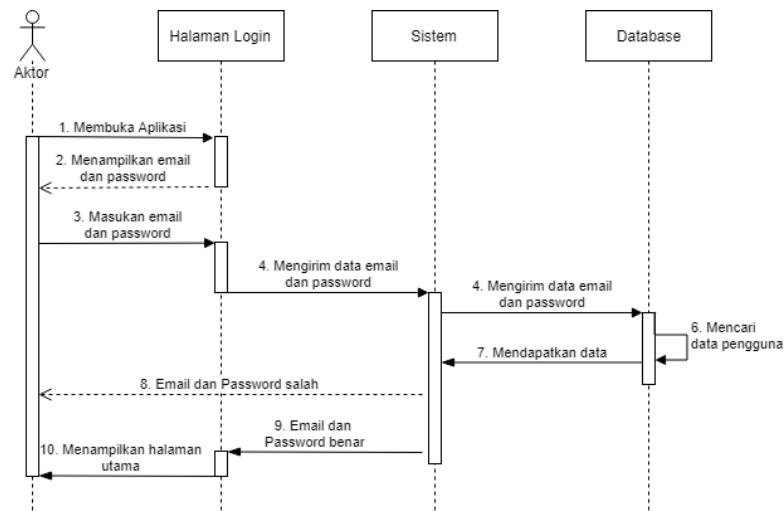 Aktor
Halaman Login
Sistem
Database
1. Membuka Aplikasi
2. Menampilkan email
dan password
3. Masukan email
dan password
4. Mengirim data email
dan password
4. Mengirim data email
dan password
6. Mencari
data pengguna
7. Mendapatkan data
8. Email dan Password salah
9. Email dan
Password benar
10. Menampilkan halaman
utama